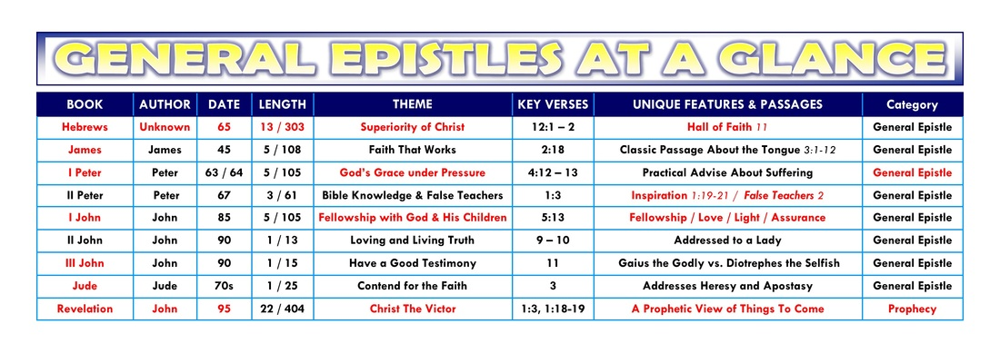 GENERAL EPISTLES AT A GLANCE
BOOK AUTHOR DATE LENGTH THEME KEY VERSES UNIQUE FEATURES & PASSAGES Category
Hebrews Unknown 65 13 / 303 Superiority of Christ 12:1 – 2 Hall of Faith 11 General Epistle
James James 45 5 / 108 Faith That Works 2:18 Classic Passage About the Tongue 3:1-12 General Epistle
I Peter Peter 63 / 64 5 / 105 God's Grace under Pressure 4:12 – 13 Practical Advise About Suffering General Epistle
II Peter Peter 67 3 / 61 Bible Knowledge & False Teachers 1:3 Inspiration 1:19-21 / False Teachers 2 General Epistle
I John John 85 5 / 105 Fellowship with God & His Children 5:13 Fellowship / Love / Light / Assurance General Epistle
II John John 90 1 / 13 Loving and Living Truth 9 – 10 Addressed to a Lady General Epistle
III John John 90 1 / 15 Have a Good Testimony 11 Gaius the Godly vs. Diotrephes the Selfish General Epistle
Jude Jude 70s 1 / 25 Contend for the Faith 3 Addresses Heresy and Apostasy General Epistle
Revelation John 95 22 / 404 Christ The Victor 1:3, 1:18-19 A Prophetic View of Things To Come Prophecy